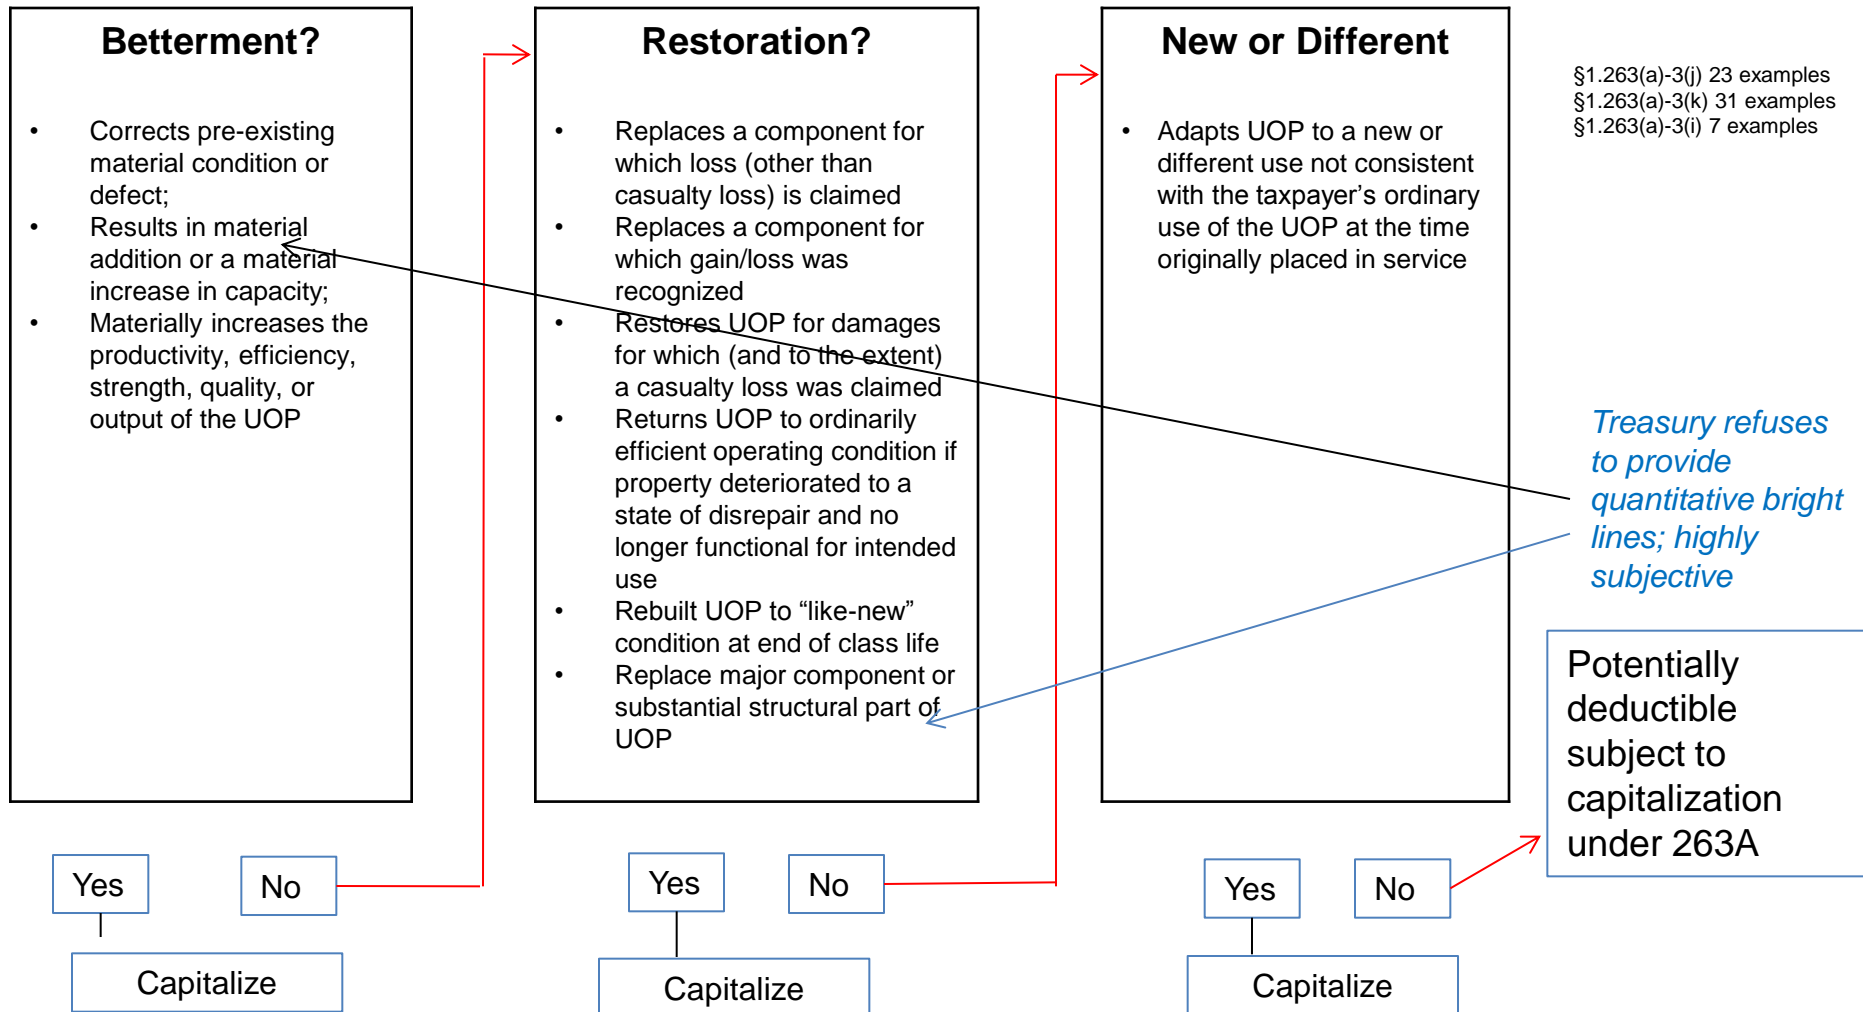 Betterment?
• Corrects pre-existing
material condition or
defect;
• Results in material
addition or a material
increase in capacity;
• Materially increases the
productivity, efficiency,
strength, quality, or
output of the UOP
Yes
No
Capitalize
Restoration?
• Replaces a component for
which loss (other than
casualty loss) is claimed
• Replaces a component for
which gain/loss was
recognized
• Restores UOP for damages
for which (and to the extent)
a casualty loss was claimed
• Returns UOP to ordinarily
efficient operating condition if
property deteriorated to a
state of disrepair and no
longer functional for intended
use
• Rebuilt UOP to “like-new”
condition at end of class life
• Replace major component or
substantial structural part of
UOP
Yes
No
Capitalize
New or Different
• Adapts UOP to a new or
different use not consistent
with the taxpayer’s ordinary
use of the UOP at the time
originally placed in service
Yes
No
Capitalize
§1.263(a)-3(j) 23 examples
§1.263(a)-3(k) 31 examples
§1.263(a)-3(i) 7 examples
Treasury refuses
to provide
quantitative bright
lines; highly
subjective
Potentially
deductible
subject to
capitalization
under 263A